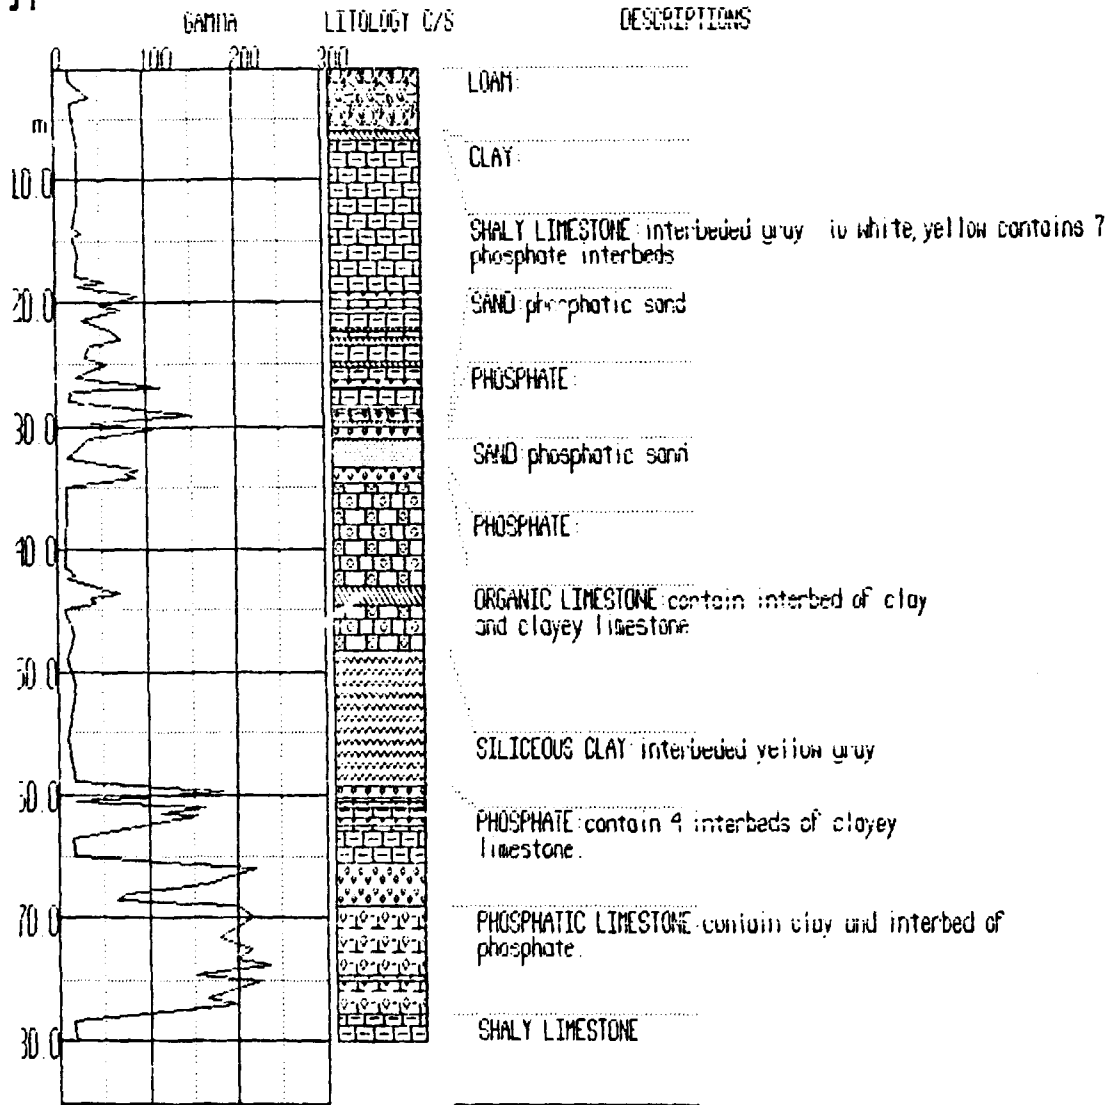 GAMMA LITOLOGY C/S DESCRIPTIONS
0 100 200 300
m
10.0
20.0
30.0
40.0
50.0
60.0
70.0
80.0
LOAM:
CLAY:
SHALY LIMESTONE: interbeded gray to white, yellow contains 7
phosphate interbeds
SAND: phosphatic sand
PHOSPHATE:
SAND: phosphatic sand
PHOSPHATE:
ORGANIC LIMESTONE: contain interbed of clay
and clayey limestone
SILICEOUS CLAY: interbeded yellow gray
PHOSPHATE: contain 4 interbeds of clayey
limestone.
PHOSPHATIC LIMESTONE: contain clay and interbed of
phosphate.
SHALY LIMESTONE